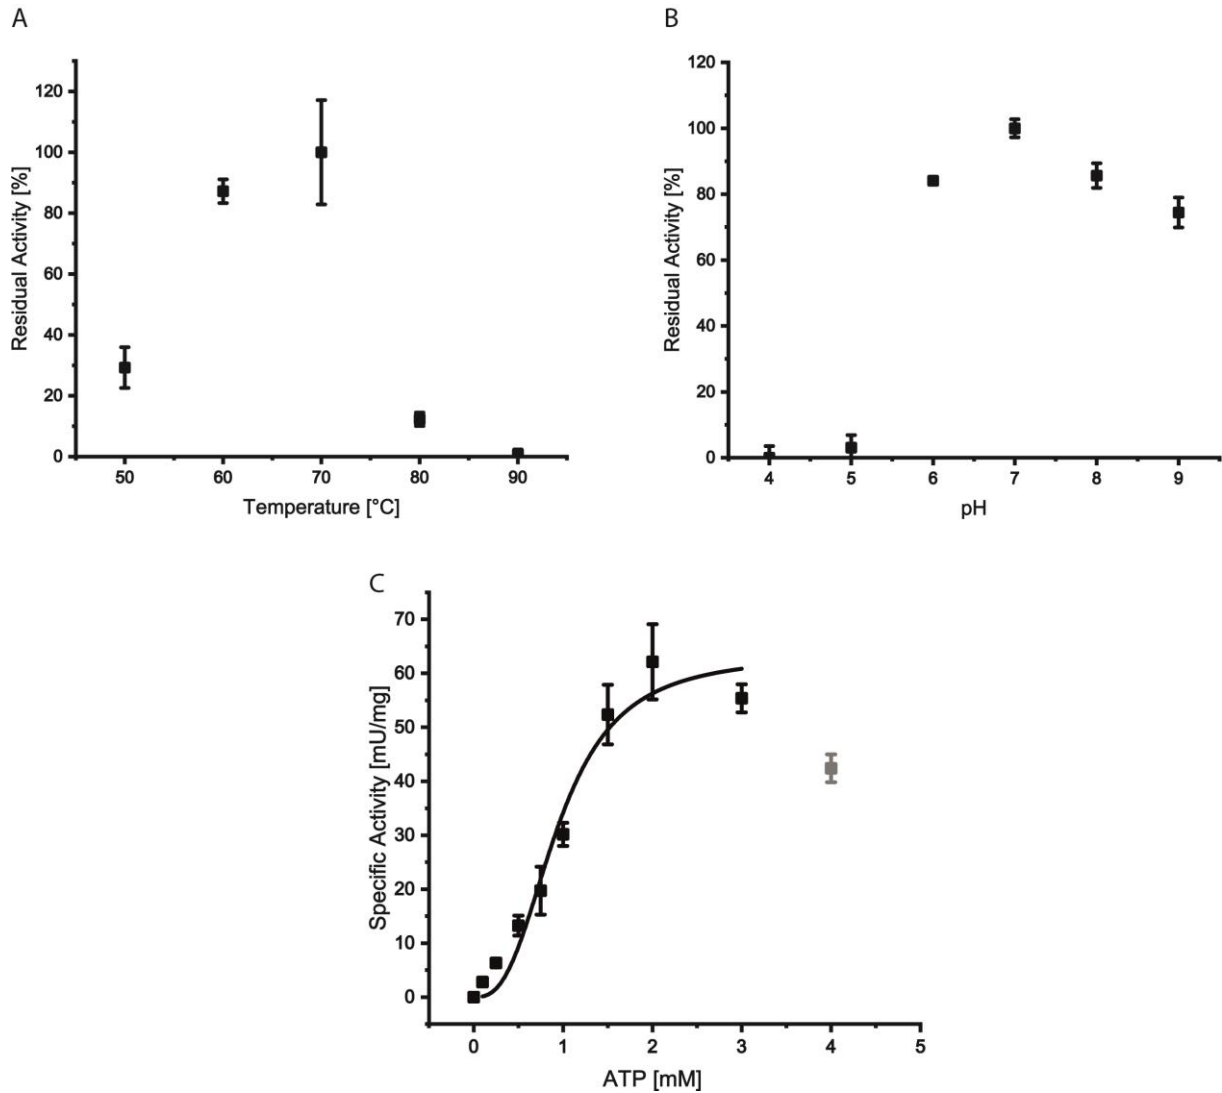 A
Residual Activity [%]
120
100
80
60
40
20
0
50 60 70 80 90
Temperature [°C]
B
Residual Activity [%]
120
100
80
60
40
20
0
4 5 6 7 8 9
pH
C
Specific Activity [mU/mg]
70
60
50
40
30
20
10
0
0 1 2 3 4 5
ATP [mM]